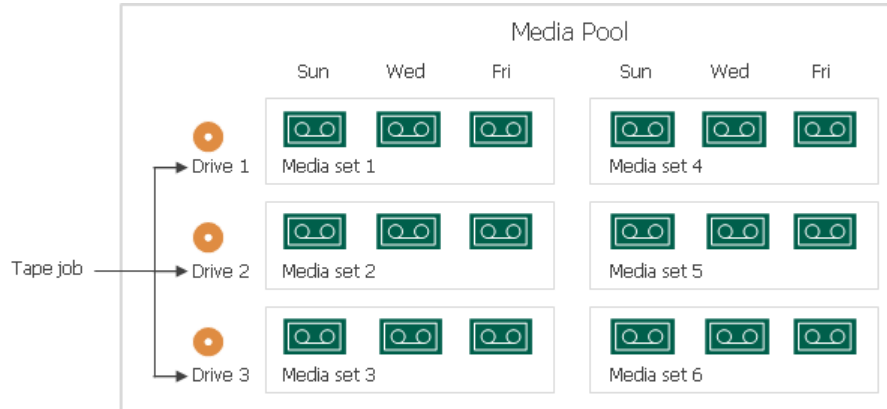 Media Pool
Sun Wed Fri Sun Wed Fri
Drive 1 Media set 1 Media set 4
Tape job Drive 2 Media set 2 Media set 5
Drive 3 Media set 3 Media set 6